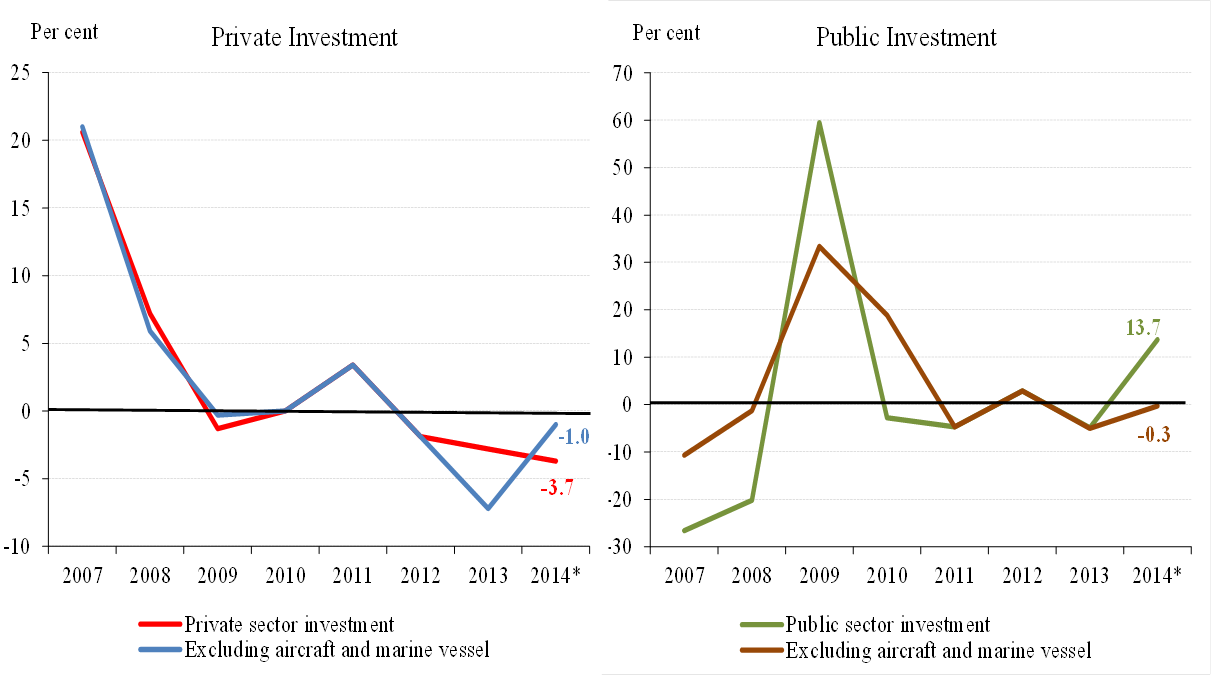 Per cent
Private Investment
25
20
15
10
5
0
-5
-10
-1.0
-3.7
2007 2008 2009 2010 2011 2012 2013 2014*
Private sector investment
Excluding aircraft and marine vessel
Per cent
Public Investment
70
60
50
40
30
20
10
0
-10
-20
-30
13.7
-0.3
2007 2008 2009 2010 2011 2012 2013 2014*
Public sector investment
Excluding aircraft and marine vessel